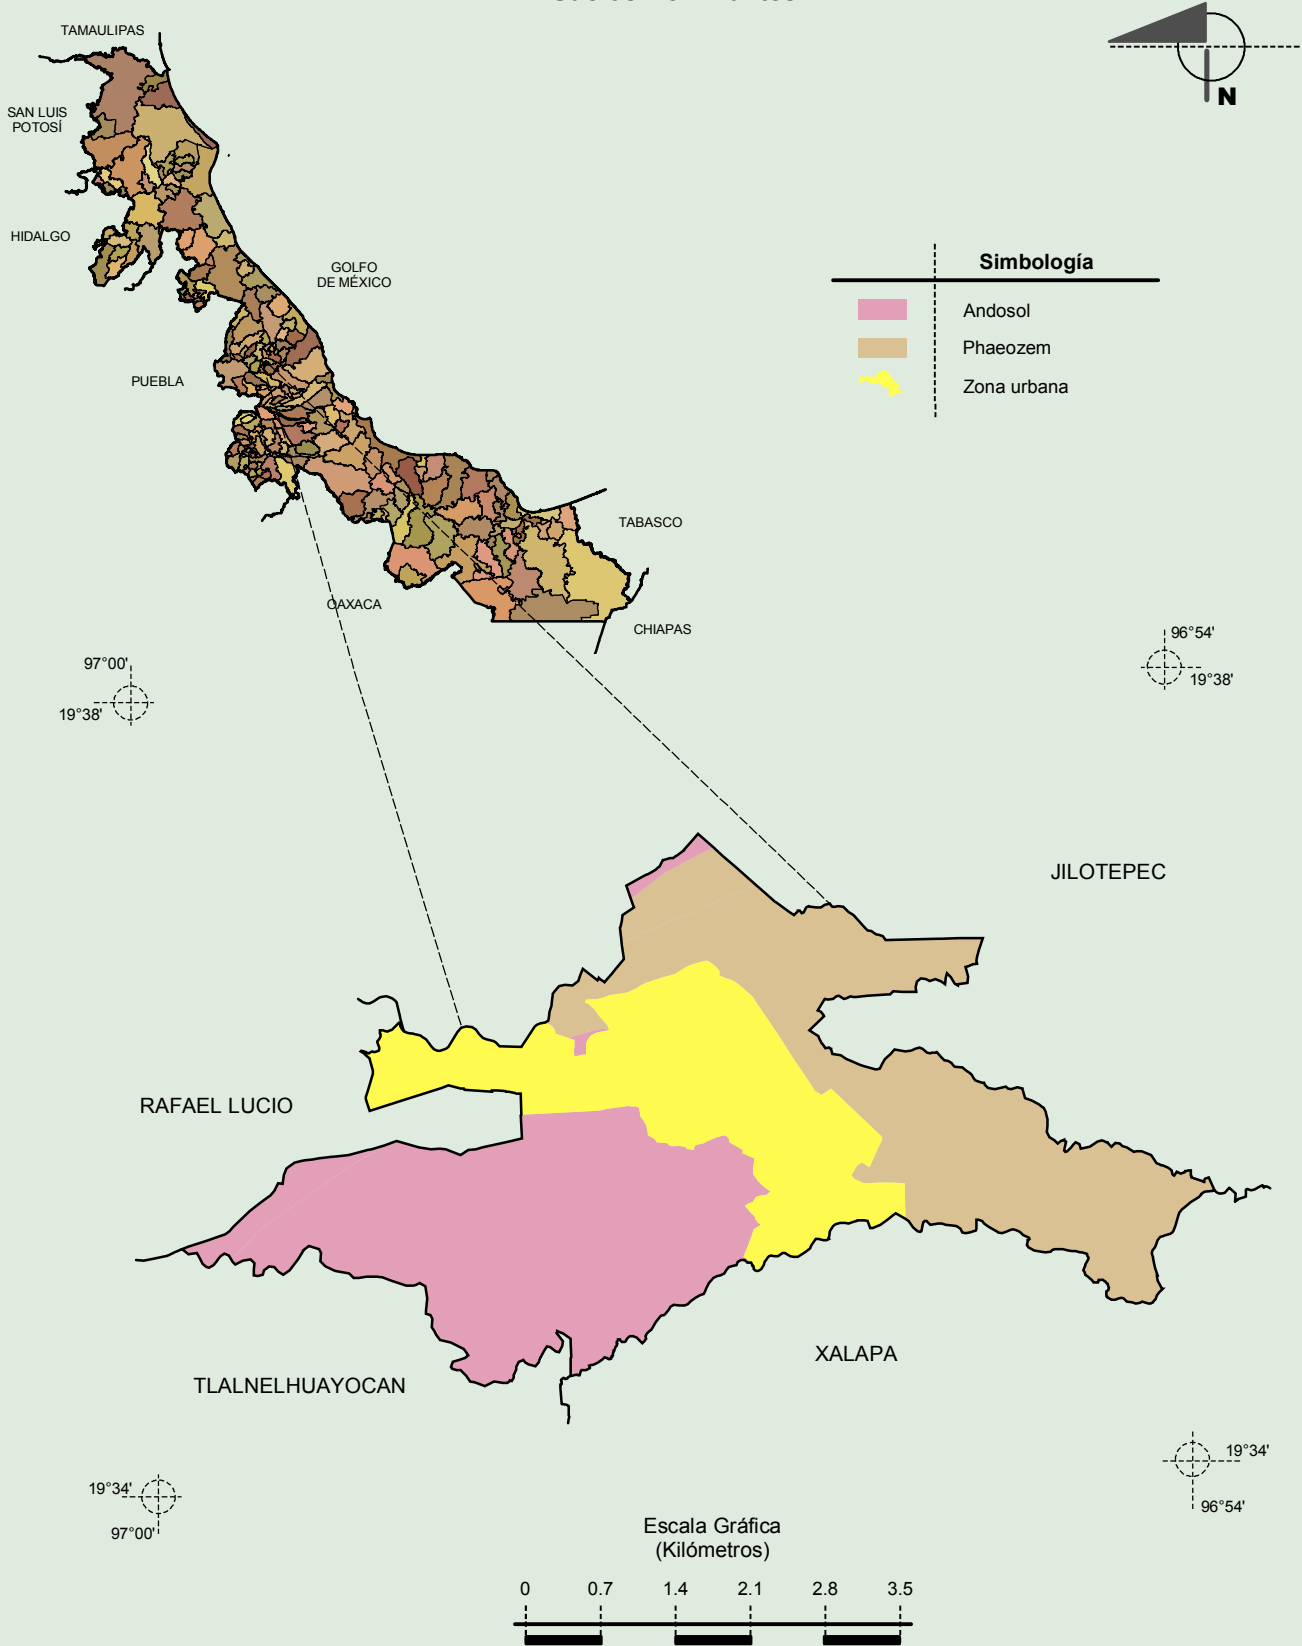 TAMAULIPAS
N
SAN LUIS
POTOSÍ
HIDALGO
GOLFO
DE MÉXICO
Simbología
Andosol
Phaeozem
Zona urbana
PUEBLA
TABASCO
OAXACA
CHIAPAS
97°00'
19°38'
96°54'
19°38'
JILOTEPEC
RAFAEL LUCIO
XALAPA
TLALNELHUAYOCAN
19°34'
97°00'
19°34'
96°54'
Escala Gráfica
(Kilómetros)
0 0.7 1.4 2.1 2.8 3.5